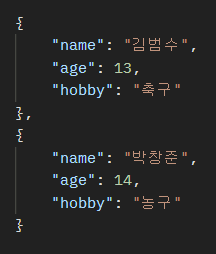 {
    "name": "김범수",
    "age": 13,
    "hobby": "축구"
},
{
    "name": "박창준",
    "age": 14,
    "hobby": "농구"
}